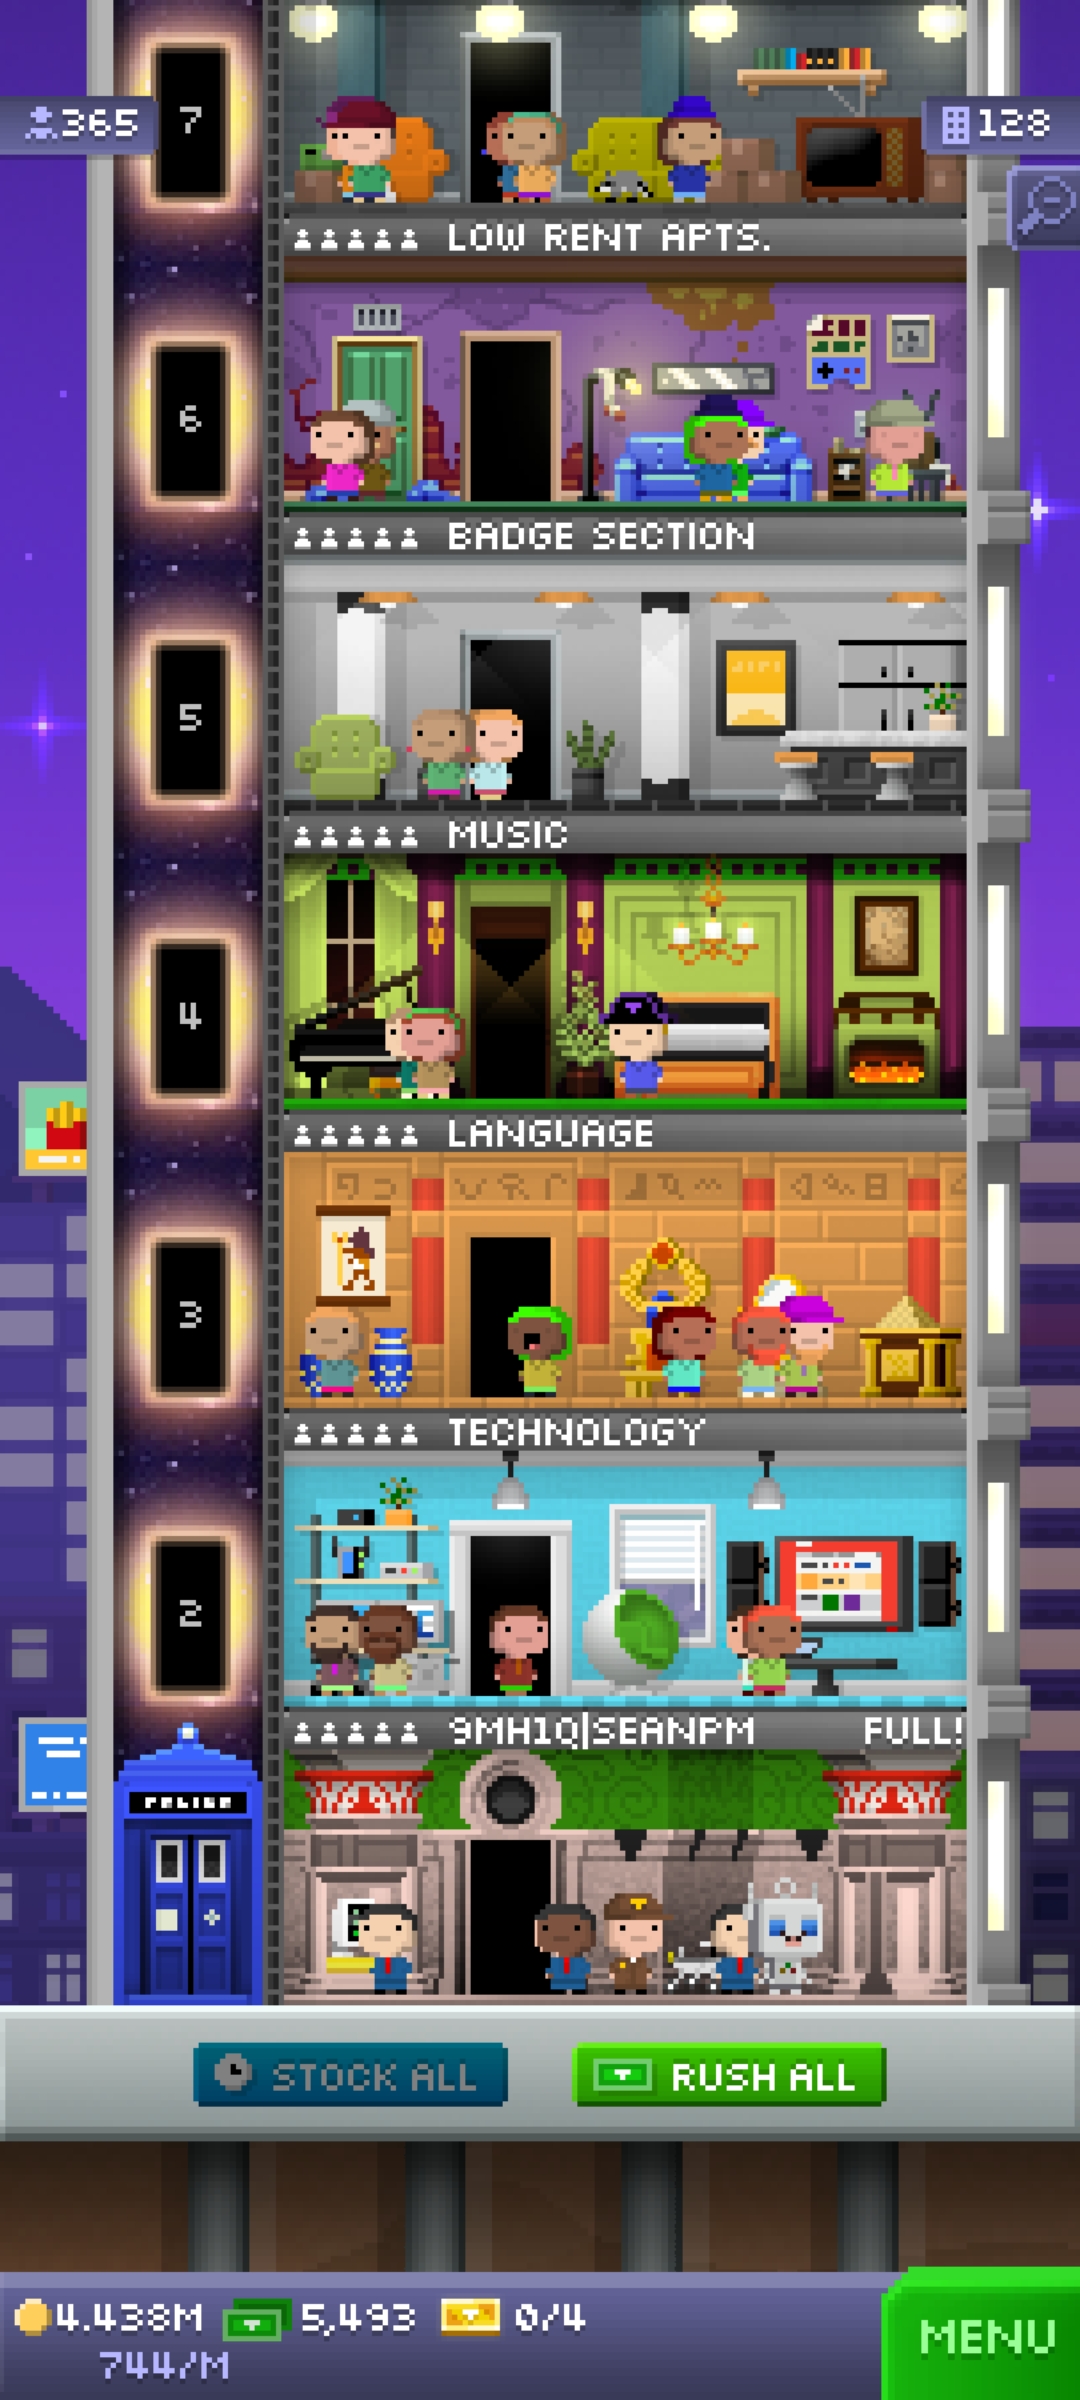 7
365
128
LOW RENT APTS.
6
BADGE SECTION
5
MUSIC
4
LANGUAGE
3
TECHNOLOGY
2
9MH1Q|SEANPM FULL!
POLICE
STOCK ALL
RUSH ALL
4.438M 5,493 0/4
744/M
MENU